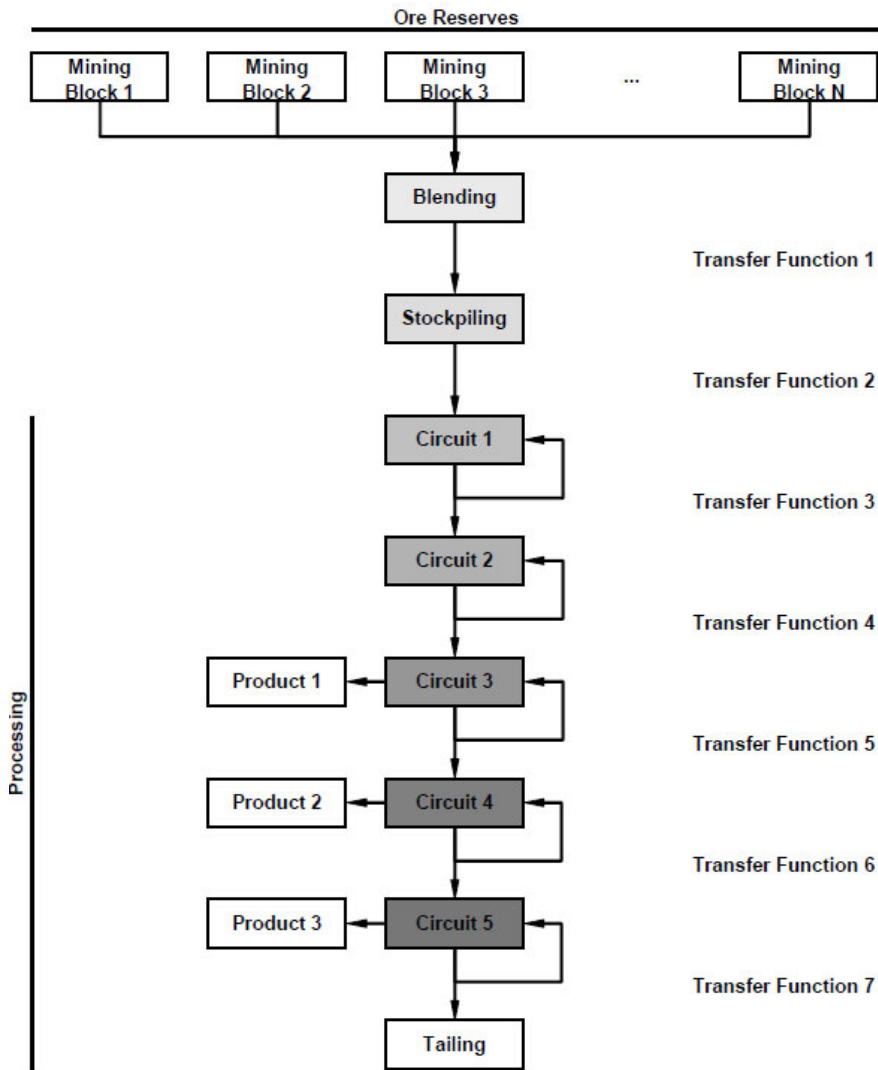 Ore Reserves
Mining
Block 1
Mining
Block 2
Mining
Block 3
...
Mining
Block N
Blending
Transfer Function 1
Stockpiling
Transfer Function 2
Circuit 1
Transfer Function 3
Circuit 2
Transfer Function 4
Product 1
Circuit 3
Transfer Function 5
Processing
Product 2
Circuit 4
Transfer Function 6
Product 3
Circuit 5
Transfer Function 7
Tailing